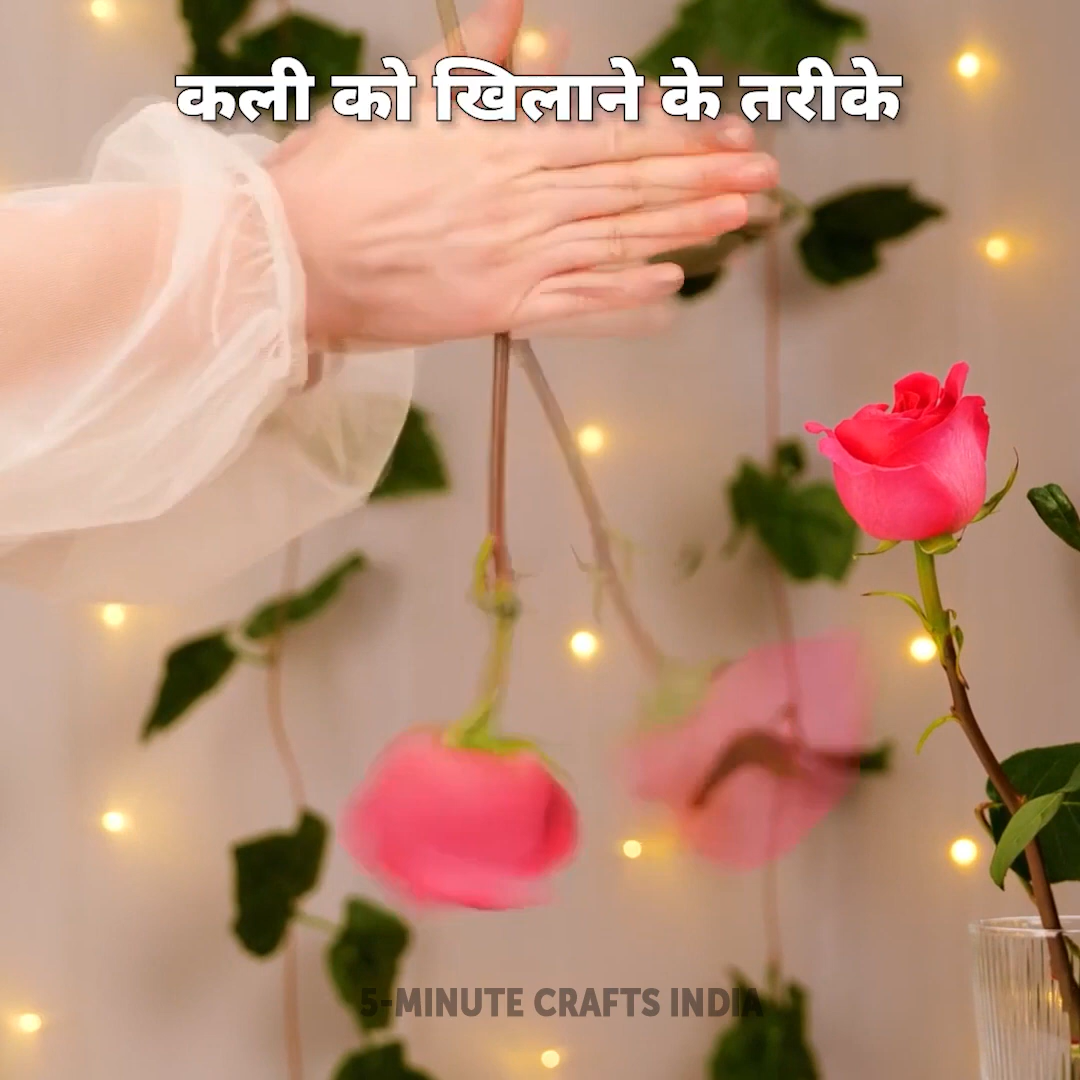 कली को खिलाने के तरीके
5-MINUTE CRAFTS INDIA